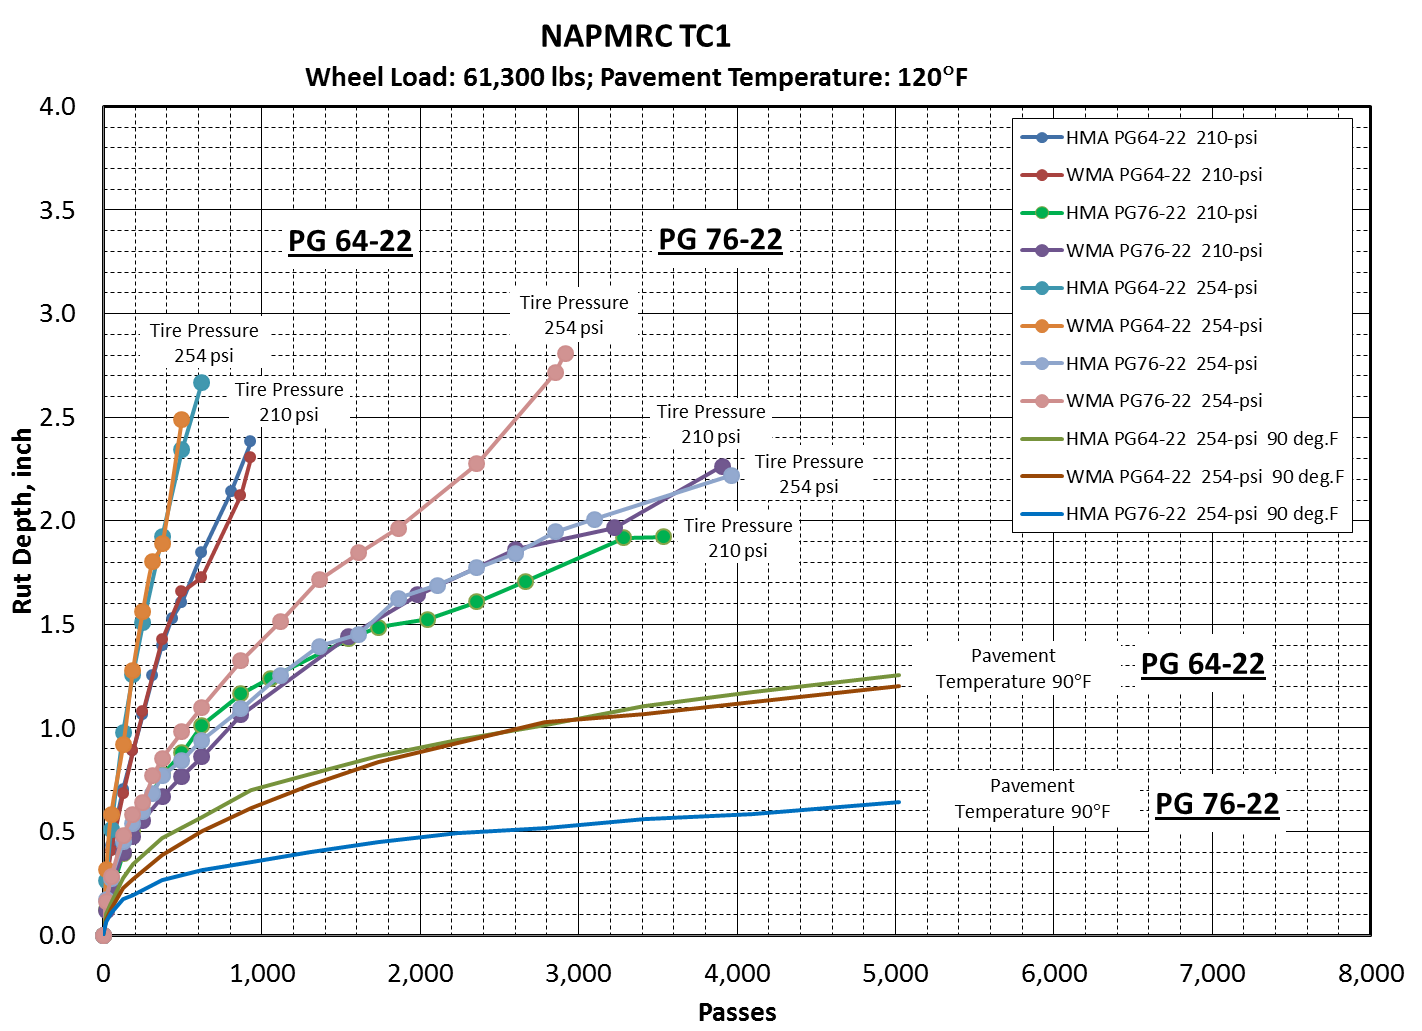 NAPMRC TC1
Wheel Load: 61,300 lbs; Pavement Temperature: 120°F
4.0
3.5
3.0
2.5
2.0
1.5
1.0
0.5
0.0
Rut Depth, inch
0
1,000
2,000
3,000
4,000
5,000
6,000
7,000
8,000
Passes
PG 64-22
PG 76-22
Tire Pressure
254 psi
Tire Pressure
210 psi
Tire Pressure
254 psi
Tire Pressure
210 psi
Tire Pressure
254 psi
Tire Pressure
210 psi
Pavement
Temperature 90°F
PG 64-22
Pavement
Temperature 90°F
PG 76-22
HMA PG64-22 210-psi
WMA PG64-22 210-psi
HMA PG76-22 210-psi
WMA PG76-22 210-psi
HMA PG64-22 254-psi
WMA PG64-22 254-psi
HMA PG76-22 254-psi
WMA PG76-22 254-psi
HMA PG64-22 254-psi 90 deg.F
WMA PG64-22 254-psi 90 deg.F
HMA PG76-22 254-psi 90 deg.F